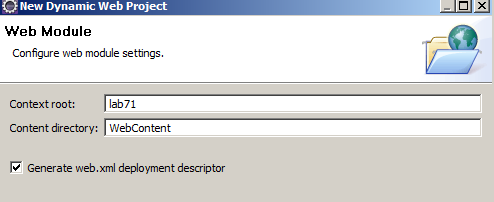 New Dynamic Web Project
Web Module
Configure web module settings.
Context root: lab71
Content directory: WebContent
Generate web.xml deployment descriptor